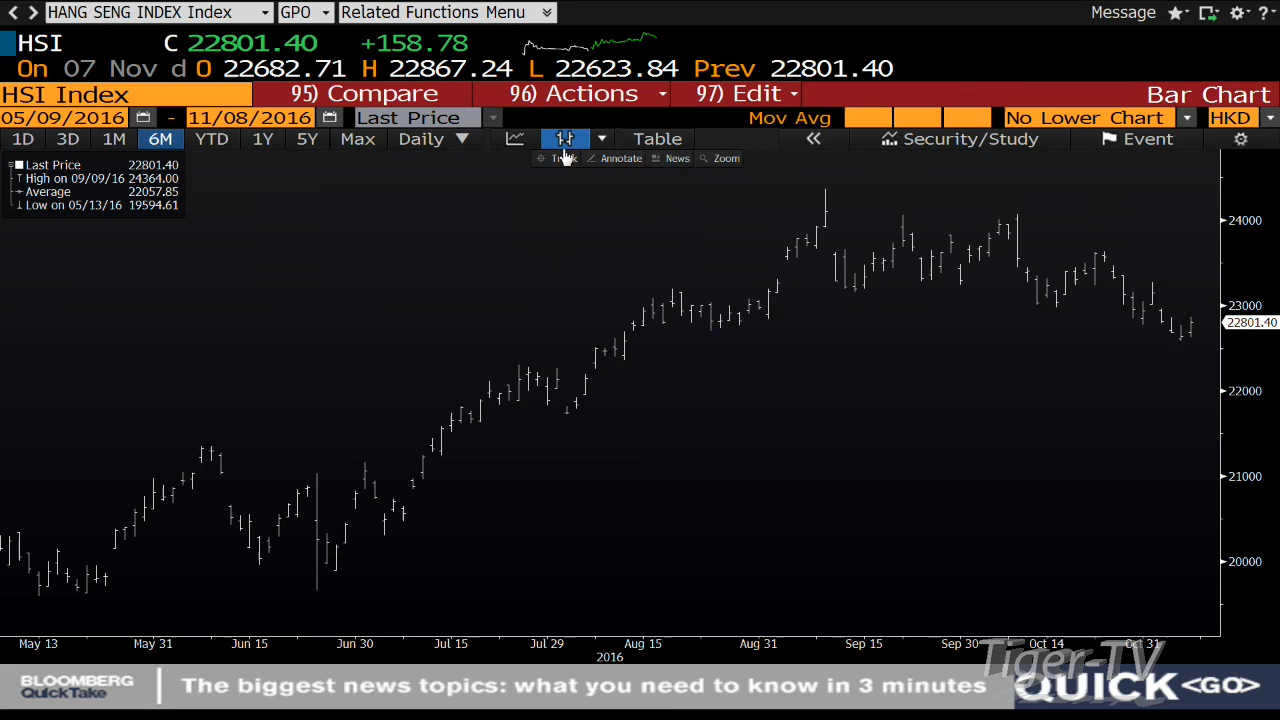 HANG SENG INDEX Index GPO Related Functions Menu Message ?
HSI C 22801.40 +158.78
On 07 Nov d O 22682.71 H 22867.24 L 22623.84 Prev 22801.40
HSI Index 95) Compare 96) Actions 97) Edit Bar Chart
05/09/2016 - 11/08/2016 Last Price Mov Avg No Lower Chart HKD
1D 3D 1M 6M YTD 1Y 5Y Max Daily Table Security/Study Event
Annotate News Zoom
Last Price 22801.40
High on 09/09/16 24364.00
Average 22057.85
Low on 05/13/16 19594.61
24000
23000
22801.40
22000
21000
20000
May 13 May 31 Jun 15 Jun 30 Jul 15 Jul 29 Aug 15 Aug 31 Sep 15 Sep 30 Oct 14 Oct 31
2016
Tiger-TV
BLOOMBERG
QuickTake
The biggest news topics: what you need to know in 3 minutes
QUICK <GO>